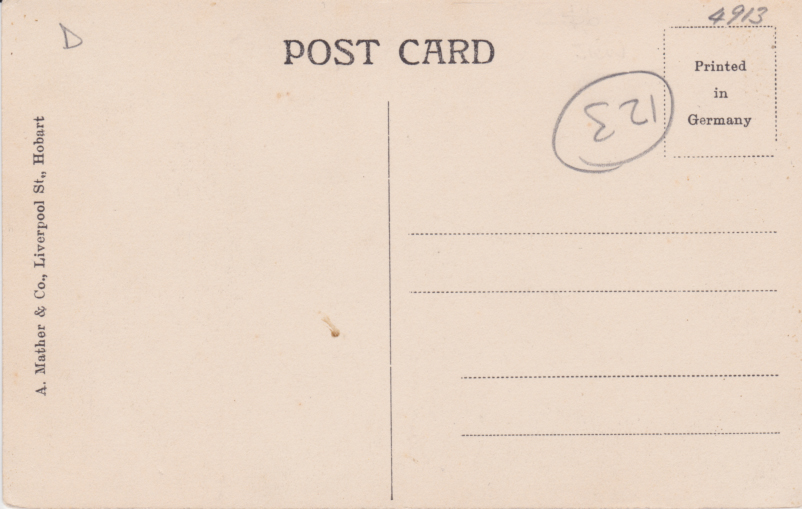 4913
D
POST CARD
Printed
in
Germany
123
A. Mather & Co., Liverpool St., Hobart